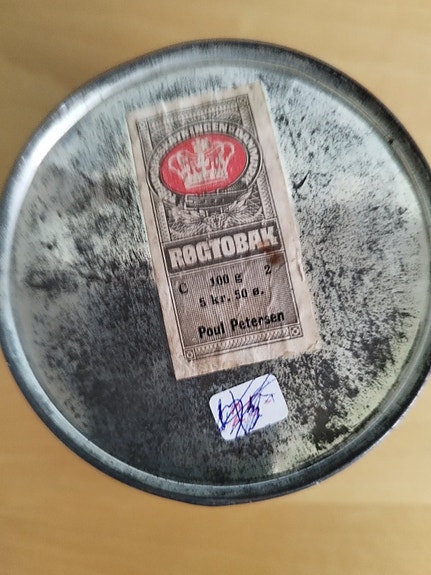 RØGTOBAK
C 100 g 2
5 kr. 50 ø.
Poul Petersen